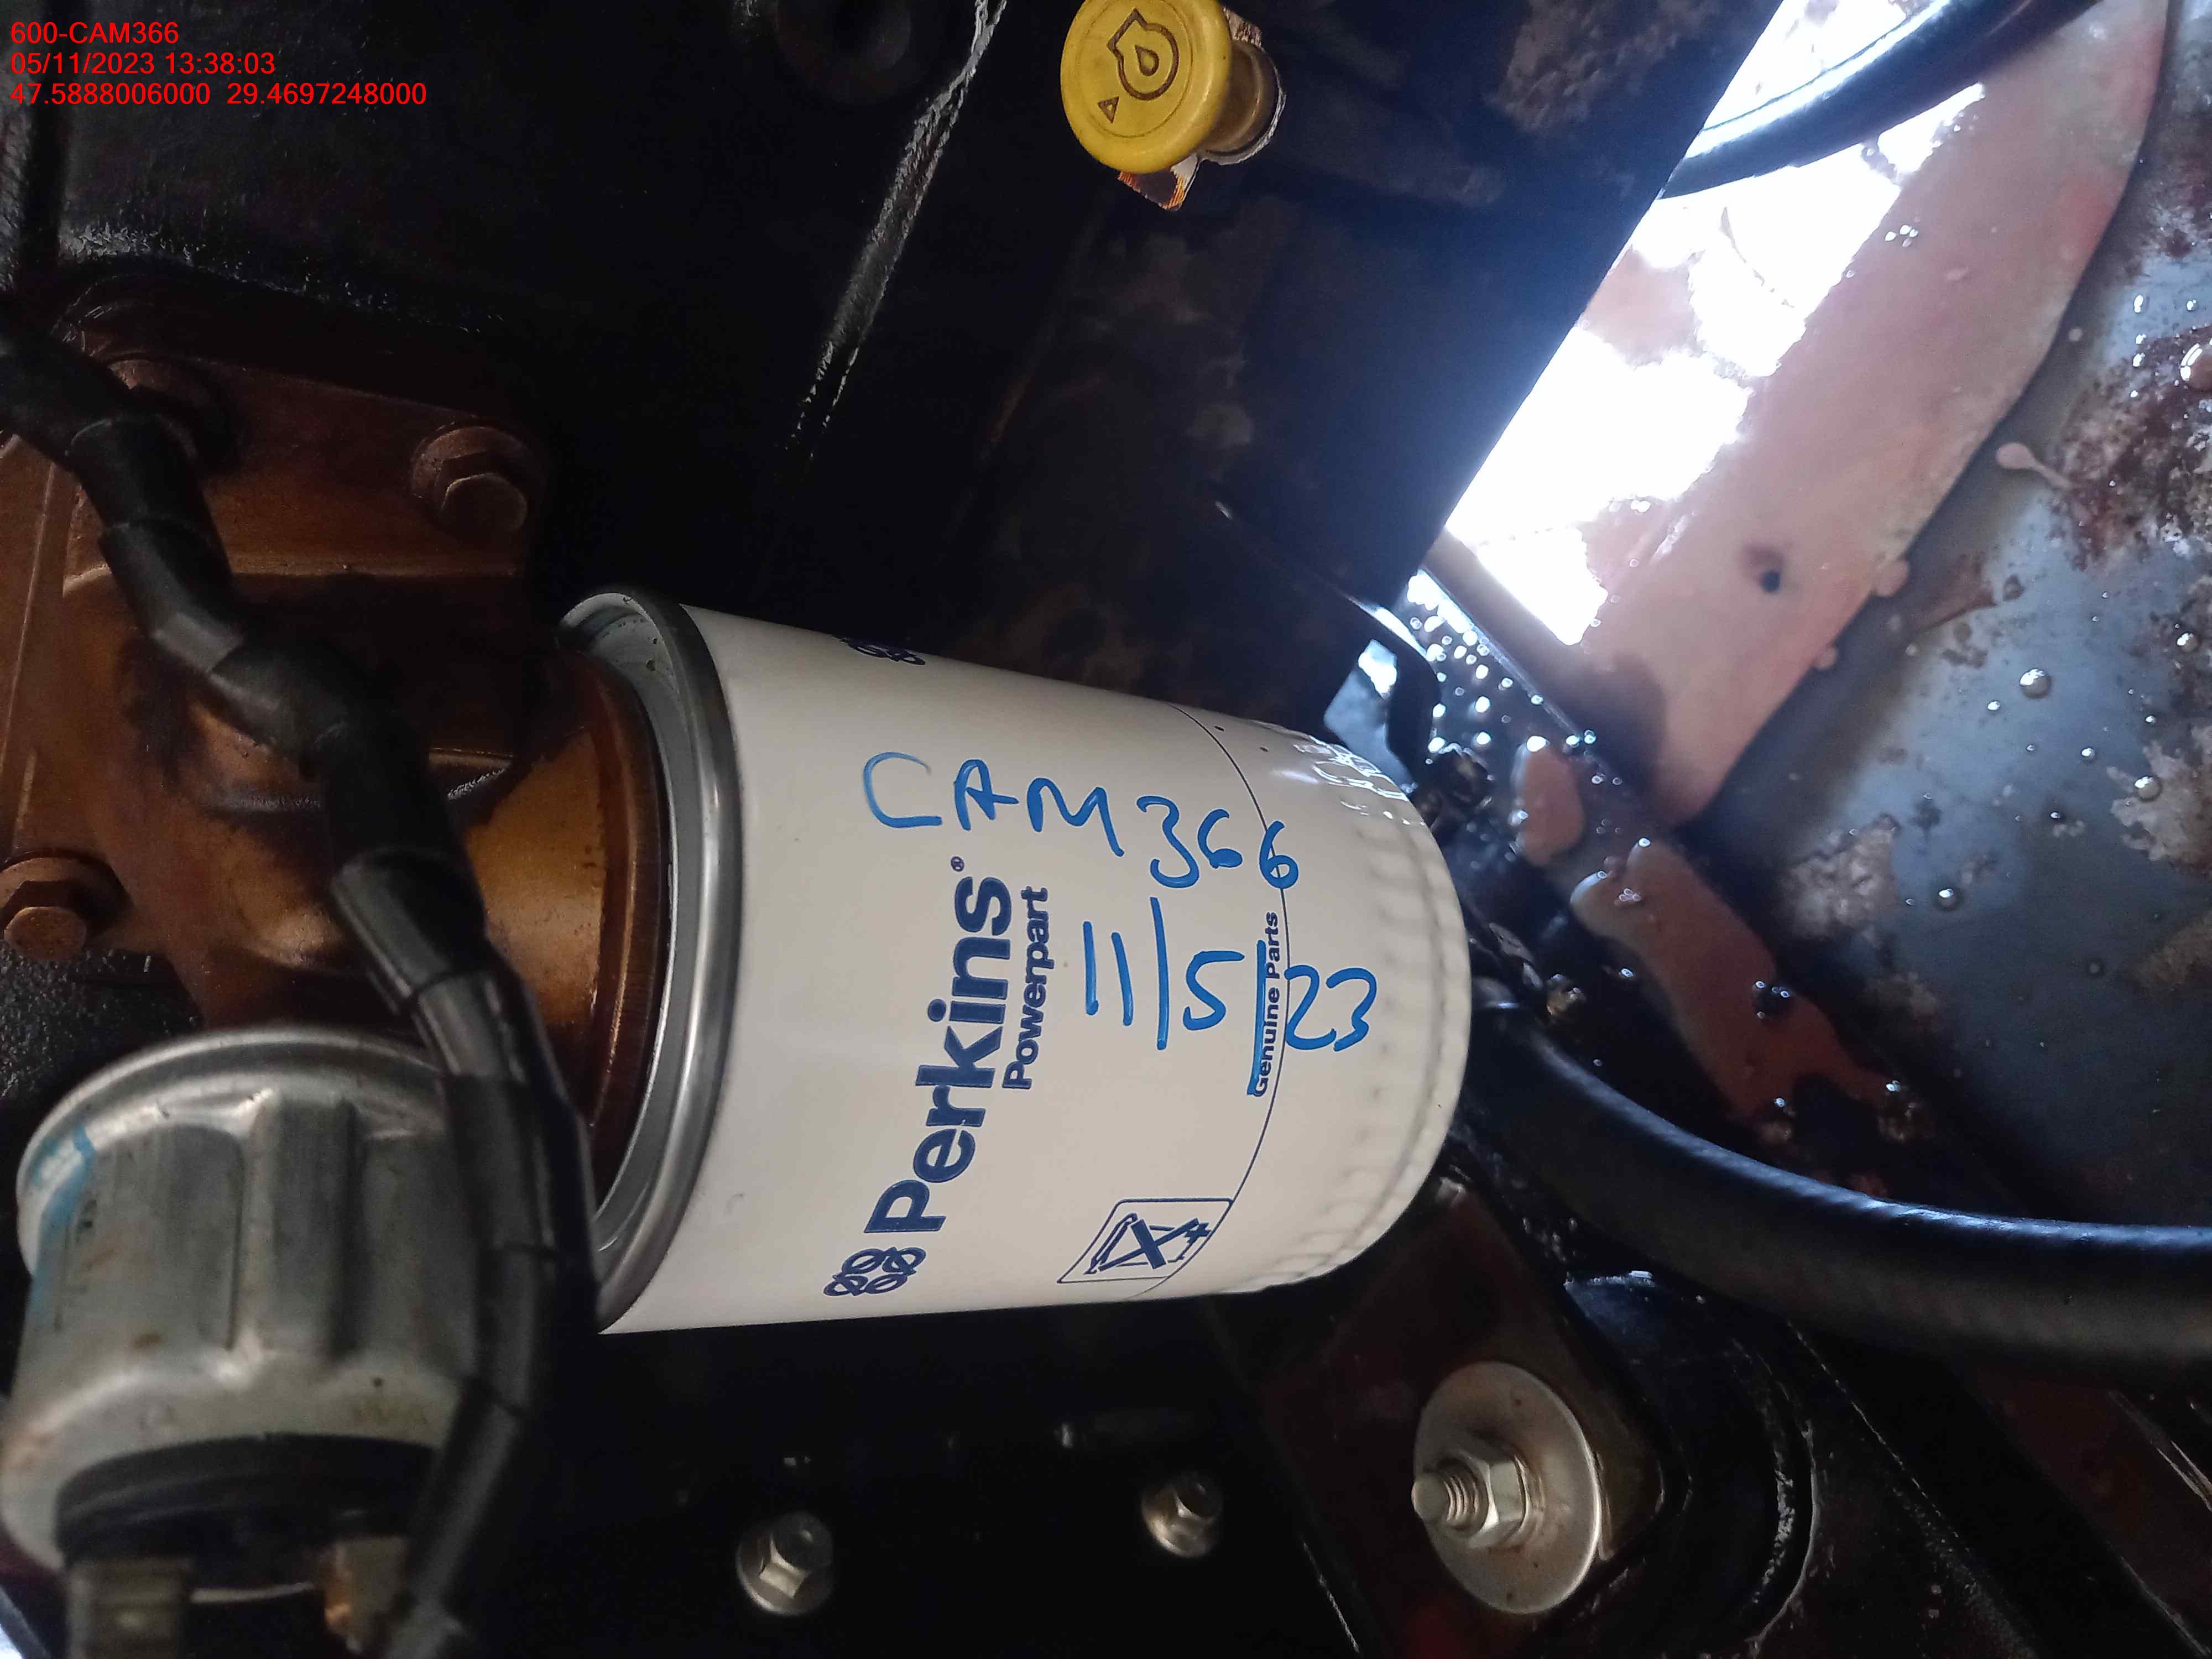 600-CAM366
05/11/2023 13:38:03
47.5888006000 29.4697248000
CAM366
11/5/23
Perkins®
Powerpart
Genuine Parts